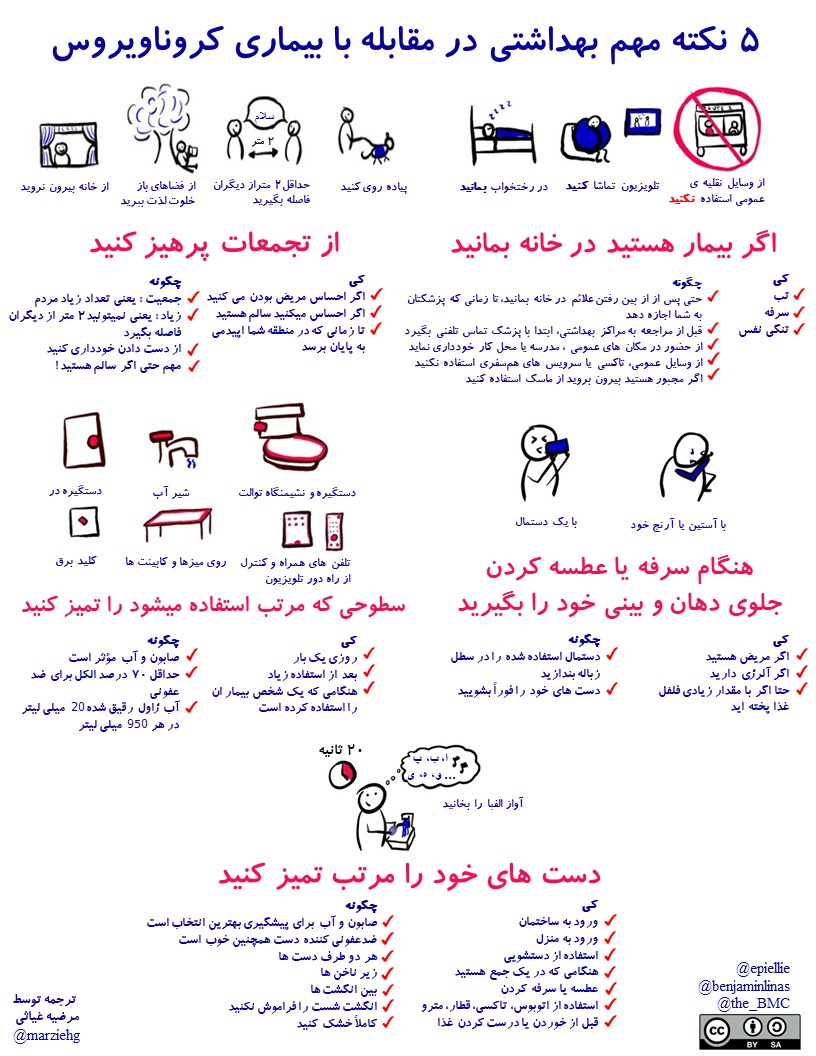 ۵ نکته مهم بهداشتی در مقابله با بیماری کروناویروس
از وسایل نقلیه ی
عمومی استفاده نکنید
تلویزیون تماشا کنید
در رختخواب بمانید
zzzz
پیاده روی کنید
سلام
۲ متر
حداقل ۲ متراز دیگران
فاصله بگیرید
از فضاهای باز
خلوت لذت ببرید
از خانه بیرون نروید
اگر بیمار هستید در خانه بمانید
کی
تب
سرفه
تنگی نفس
چگونه
حتی پس از از بین رفتن علائم در خانه بمانید، تا زمانی که پزشکتان
به شما اجازه دهد
قبل از مراجعه به مراکز بهداشتی، ابتدا با پزشک تماس تلفنی بگیرد
از حضور در مکان های عمومی ، مدرسه یا محل کار خودداری نماید
از وسایل عمومی، تاکسی یا سرویس های هم‌سفری استفاده نکنید
اگر مجبور هستید بیرون بروید از ماسک استفاده کنید
از تجمعات پرهیز کنید
کی
اگر احساس مریض بودن می کنید
اگر احساس میکنید سالم هستید
تا زمانی که در منطقه شما اپیدمی
به پایان برسد
چگونه
جمعیت : یعنی تعداد زیاد مردم
زیاد: یعنی نمیتونید ۲ متر از دیگران
فاصله بگیرد
از دست دادن خودداری کنید
مهم حتی اگر سالم هستید !
با آستین یا آرنج خود
با یک دستمال
هنگام سرفه یا عطسه کردن
جلوی دهان و بینی خود را بگیرید
کی
اگر مریض هستید
اگر آلرژی دارید
حتا اگر با مقدار زیادی فلفل
غذا پخته اید
چگونه
دستمال استفاده شده را در سطل
زباله بندازید
دست های خود را فوراً بشویید
دستگیره و نشیمنگاه توالت
شیر آب
دستگیره در
تلفن های همراه و کنترل
از راه دور تلویزیون
روی میزها و کابینت ها
کلید برق
سطوحی که مرتب استفاده میشود را تمیز کنید
کی
روزی یک بار
بعد از استفاده زیاد
هنگامی که یک شخص بیمار ان
را استفاده کرده است
چگونه
صابون و آب مؤثر است
حداقل ۷۰ درصد الکل برای ضد
عفونی
آب ژاول رقیق شده 20 میلی لیتر
در هر 950 میلی لیتر
۲۰ ثانیه
ا، ب، پ
... و، ه، ی
آواز الفبا را بخانید
دست های خود را مرتب تمیز کنید
کی
ورود به ساختمان
ورود به منزل
استفاده از دستشویی
هنگامی که در یک جمع هستید
عطسه یا سرفه کردن
استفاده از اتوبوس، تاکسی، قطار، مترو
قبل از خوردن یا درست کردن غذا
چگونه
صابون و آب برای پیشگیری بهترین انتخاب است
ضدعفونی کننده دست همچنین خوب است
هر دو طرف دست ها
زیر ناخن ها
بین انگشت ها
انگشت شست را فراموش نکنید
کاملاً خشک کنید
@epiellie
@benjaminlinas
@the_BMC
cc BY SA
ترجمه توسط
مرضیه غیاثی
@marziehg